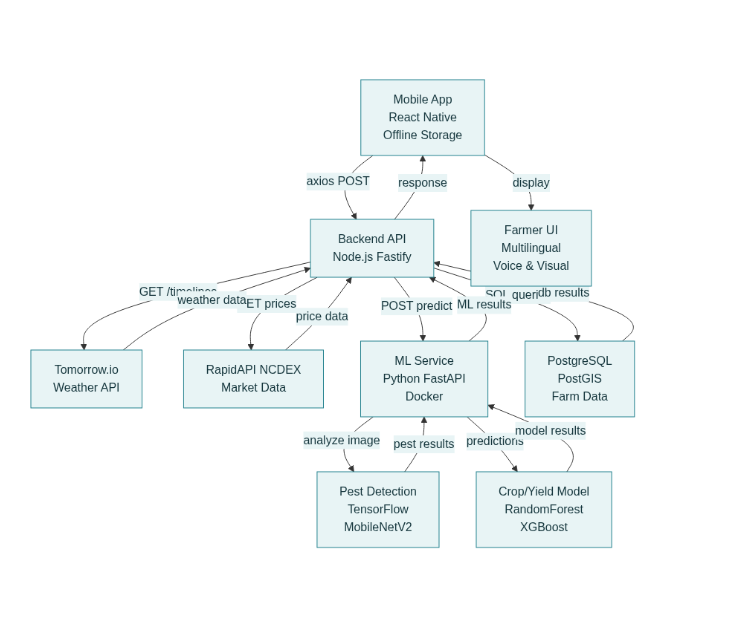 Mobile App
React Native
Offline Storage
axios POST
response
display
Backend API
Node.js Fastify
Farmer UI
Multilingual
Voice & Visual
GET /timelines
weather data
ET prices
price data
POST predict
ML results
SQL queri
db results
Tomorrow.io
Weather API
RapidAPI NCDEX
Market Data
ML Service
Python FastAPI
Docker
PostgreSQL
PostGIS
Farm Data
analyze image
pest results
predictions
model results
Pest Detection
TensorFlow
MobileNetV2
Crop/Yield Model
RandomForest
XGBoost